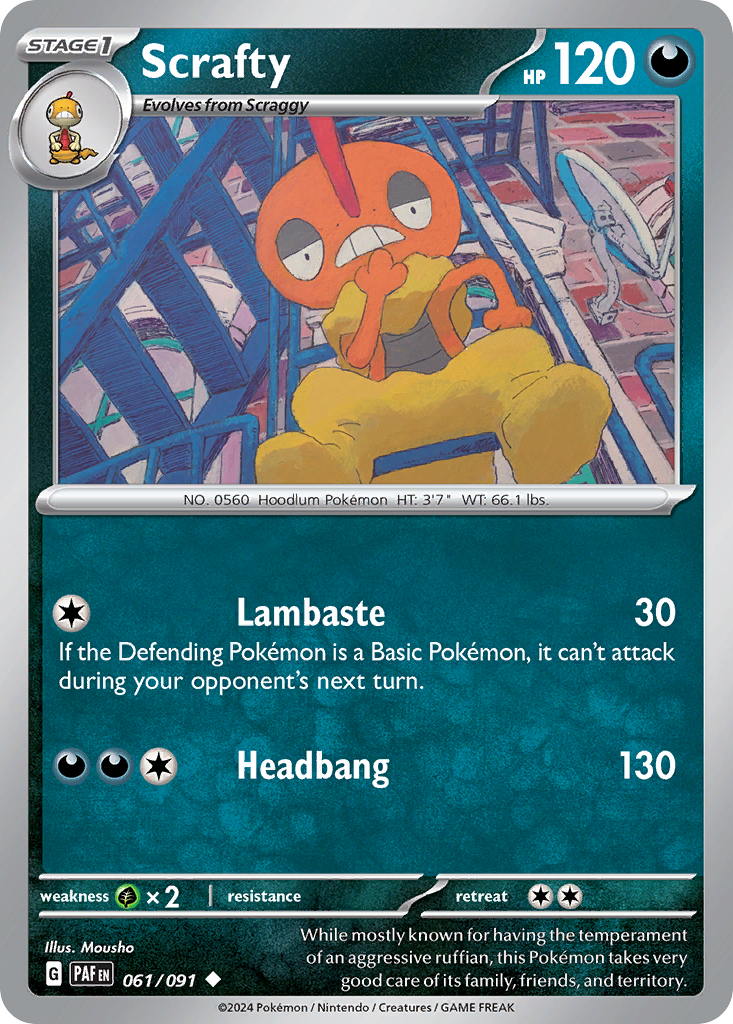 STAGE 1
Scrafty
HP 120
Evolves from Scraggy
NO. 0560 Hoodlum Pokémon HT: 3'7" WT: 66.1 lbs.
Lambaste 30
If the Defending Pokémon is a Basic Pokémon, it can't attack
during your opponent's next turn.
Headbang 130
weakness ×2 resistance retreat
Illus. Mousho
While mostly known for having the temperament
of an aggressive ruffian, this Pokémon takes very
good care of its family, friends, and territory.
G PAF EN 061/091
©2024 Pokémon / Nintendo / Creatures / GAME FREAK